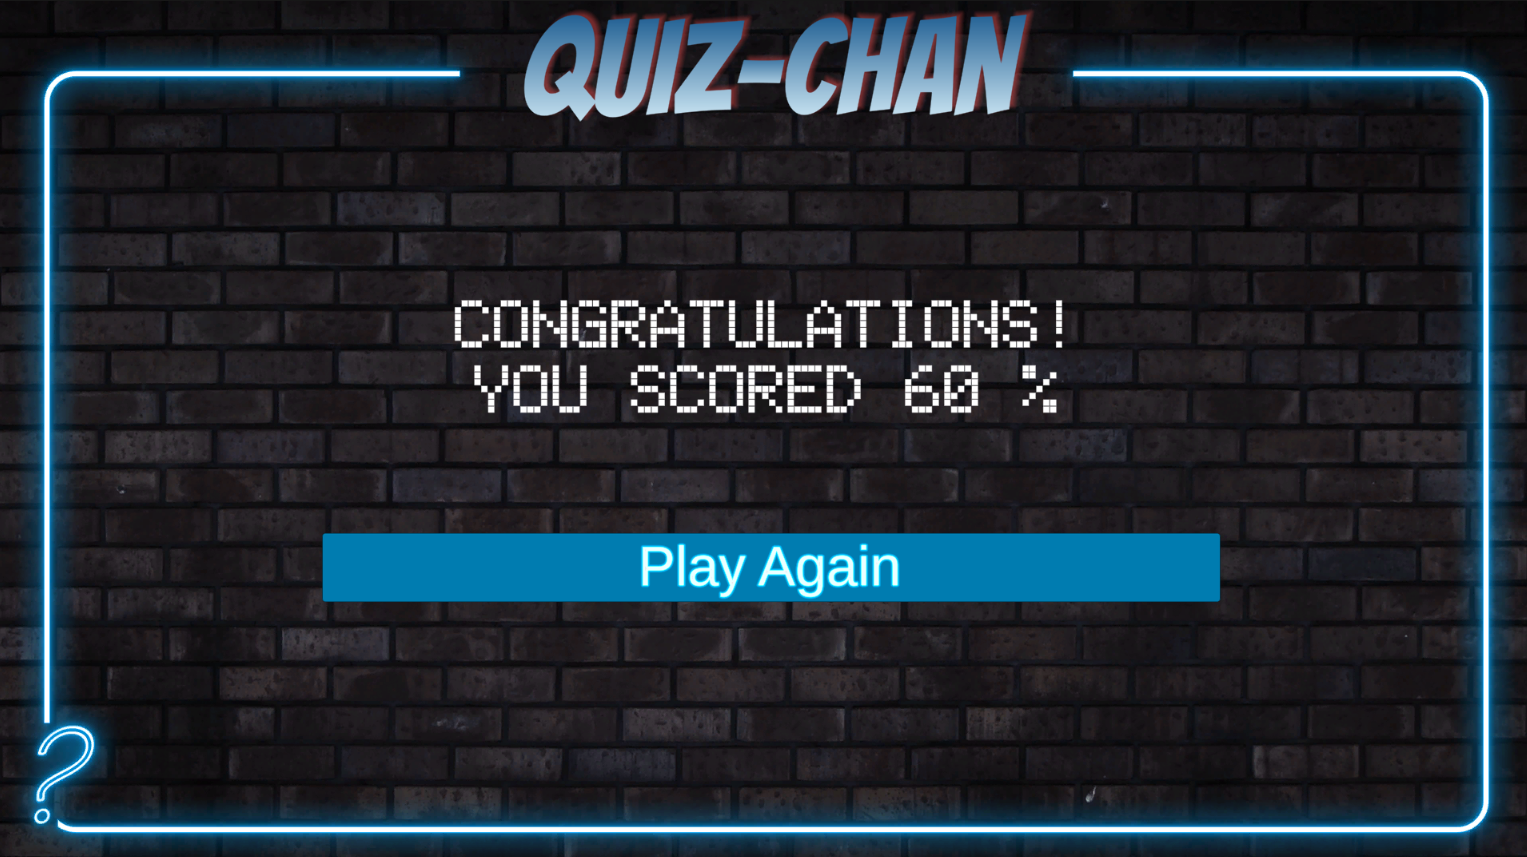 QUIZ-CHAN
CONGRATULATIONS!
YOU SCORED 60 %
Play Again
?